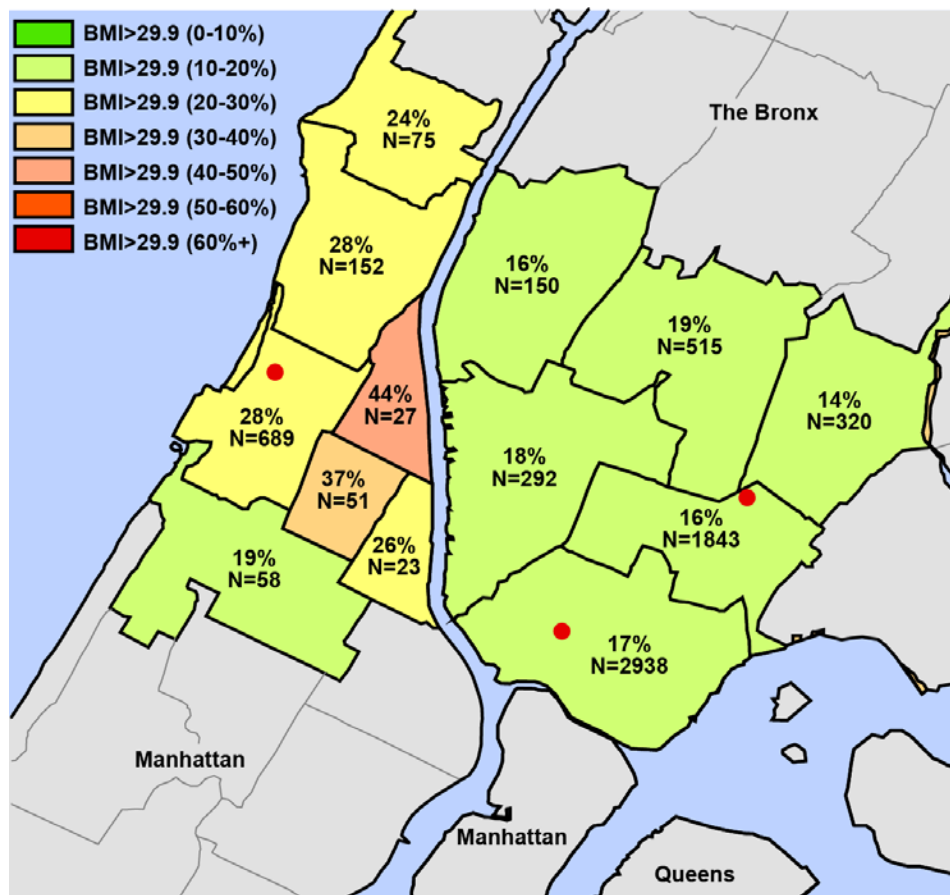 BMI>29.9 (0-10%)
BMI>29.9 (10-20%)
BMI>29.9 (20-30%)
BMI>29.9 (30-40%)
BMI>29.9 (40-50%)
BMI>29.9 (50-60%)
BMI>29.9 (60%+)
The Bronx
24%
N=75
28%
N=152
16%
N=150
19%
N=515
14%
N=320
44%
N=27
28%
N=689
18%
N=292
37%
N=51
16%
N=1843
26%
N=23
19%
N=58
17%
N=2938
Manhattan
Manhattan
Queens